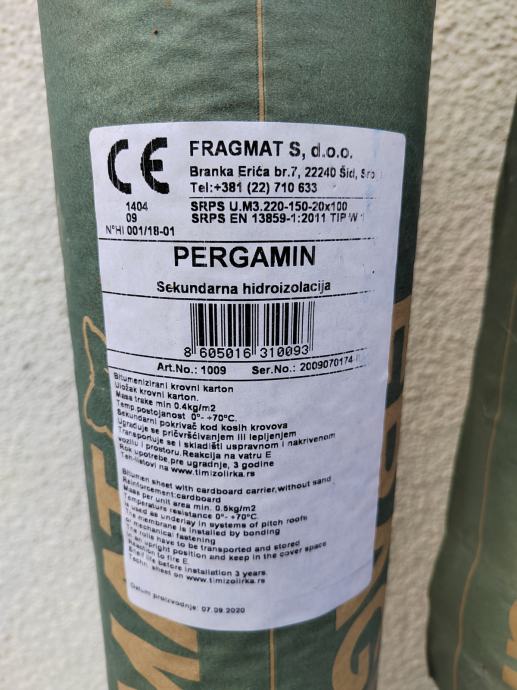 CE
FRAGMAT S, d.o.o.
Branka Erića br.7, 22240 Šid,
Tel:+381 (22) 710 633
1404
09
N°HI 001/18-01
SRPS U.M3.220-150-20x100
SRPS EN 13859-1:2011 TIP W
PERGAMIN
Sekundarna hidroizolacija
8 605016 310093
Art.No.: 1009 Ser.No.: 2009070174
Bitumenizirani krovni karton
Uložak krovni karton.
Masa trake min 0.4kg/m2
Temp.postojanost 0°- +70°C.
Sekundarni pokrivač kod kosih krovova
Ugrađuje se pričvršćivanjem ili lepljenjem
Transportuje se i skladišti uspravnom i natkrivenom
vozilu i prostoru.Reakcija na vatru E
Rok upotrebe,pre ugradnje, 3 godine
Teh-listovi na www.timizolirka.rs
Bitumen sheet with cardboard carrier,without sand
Reinforcement:cardboard
Mass per unit area min. 0.5kg/m2
Temperature resistance 0°- +70°C
It used as underlay in systems of pitch roofs
The membrane is installed by bonding
or mechanical fastening
The rolls have to be transported and stored
in an upright position and keep in the cover space
Reaction to fire E.
life before installation 3 years.
Techn. sheet on www.timizolirka.rs
Datum proizvodnje: 07.09.2020